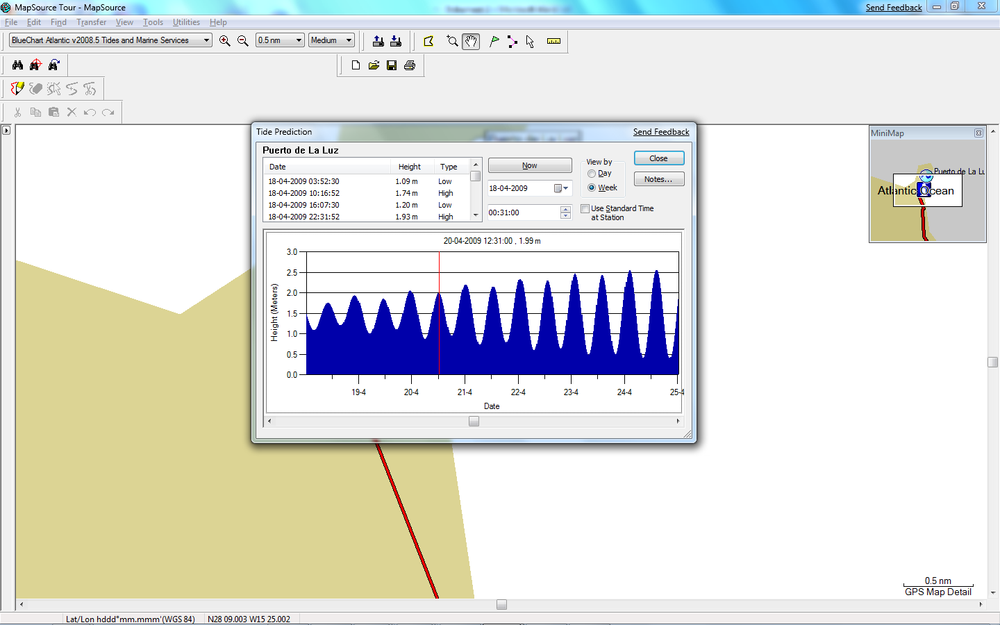 MapSource Tour - MapSource
Send Feedback
File Edit Find Transfer View Tools Utilities Help
BlueChart Atlantic v2008.5 Tides and Marine Services
0.5 nm
Medium
Tide Prediction
Send Feedback
Puerto de La Luz
Date Height Type
18-04-2009 03:52:30 1.09 m Low
18-04-2009 10:16:52 1.74 m High
18-04-2009 16:07:30 1.20 m Low
18-04-2009 22:31:52 1.93 m High
Now
18-04-2009
00:31:00
View by
Day
Week
Use Standard Time
at Station
Close
Notes...
20-04-2009 12:31:00 , 1.99 m
Height (Meters)
3.0
2.5
2.0
1.5
1.0
0.5
0.0
19-4 20-4 21-4 22-4 23-4 24-4 25-4
Date
MiniMap
Puerto de La Lu
Atlantic Ocean
0.5 nm
GPS Map Detail
Lat/Lon hddd°mm.mmm'(WGS 84) N28 09.003 W15 25.002